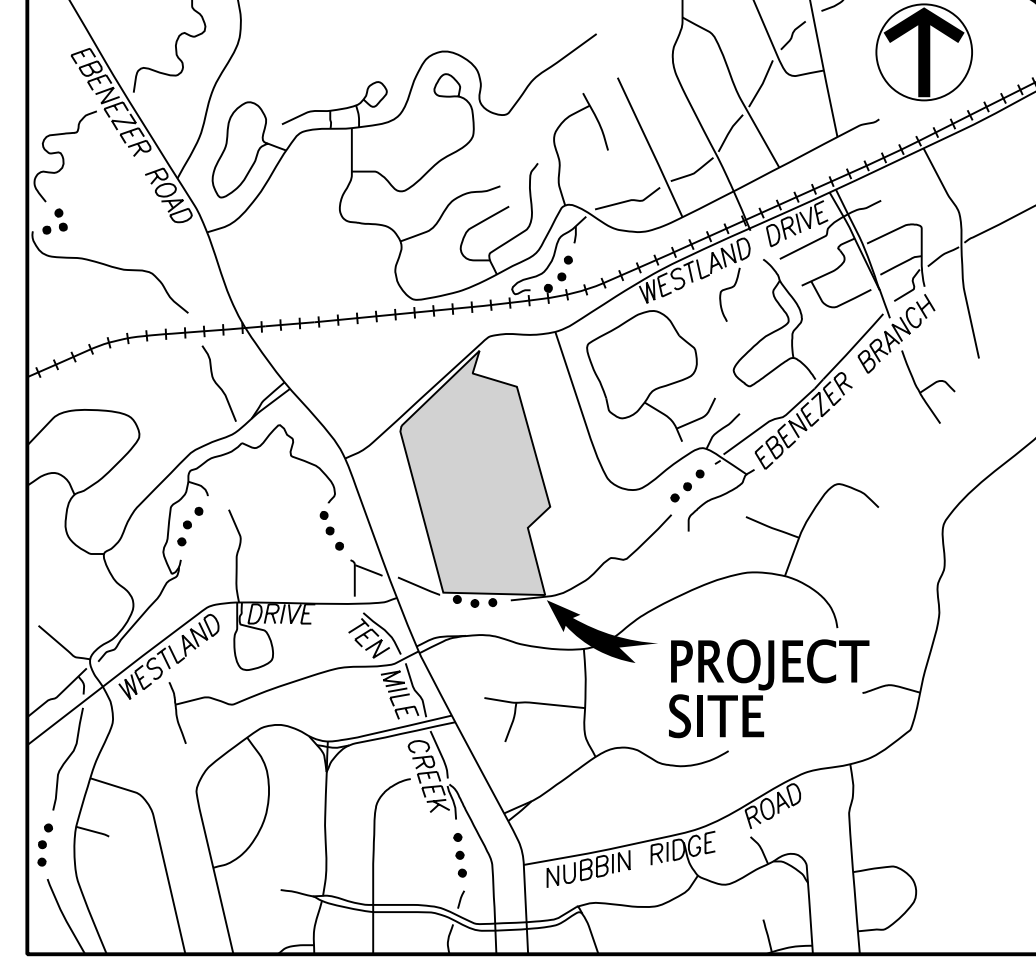 EBENEZER ROAD
WESTLAND DRIVE
EBENEZER BRANCH
WESTLAND DRIVE
TEN MILE CREEK
PROJECT
SITE
NUBBIN RIDGE ROAD